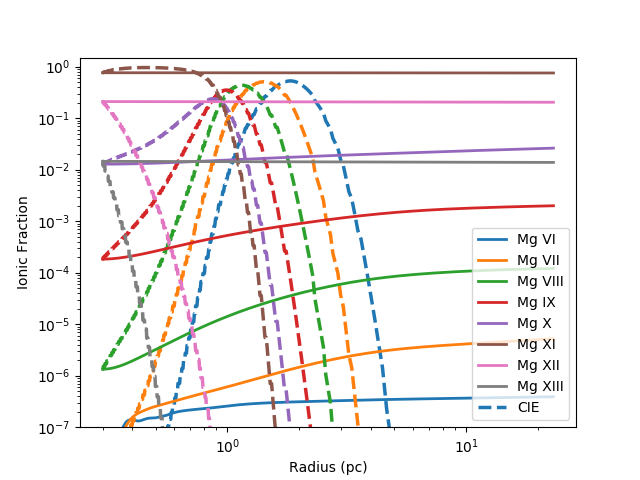 10⁰
10⁻¹
10⁻²
10⁻³
10⁻⁴
10⁻⁵
10⁻⁶
10⁻⁷
Ionic Fraction
Mg VI
Mg VII
Mg VIII
Mg IX
Mg X
Mg XI
Mg XII
Mg XIII
CIE
10⁰
10¹
Radius (pc)